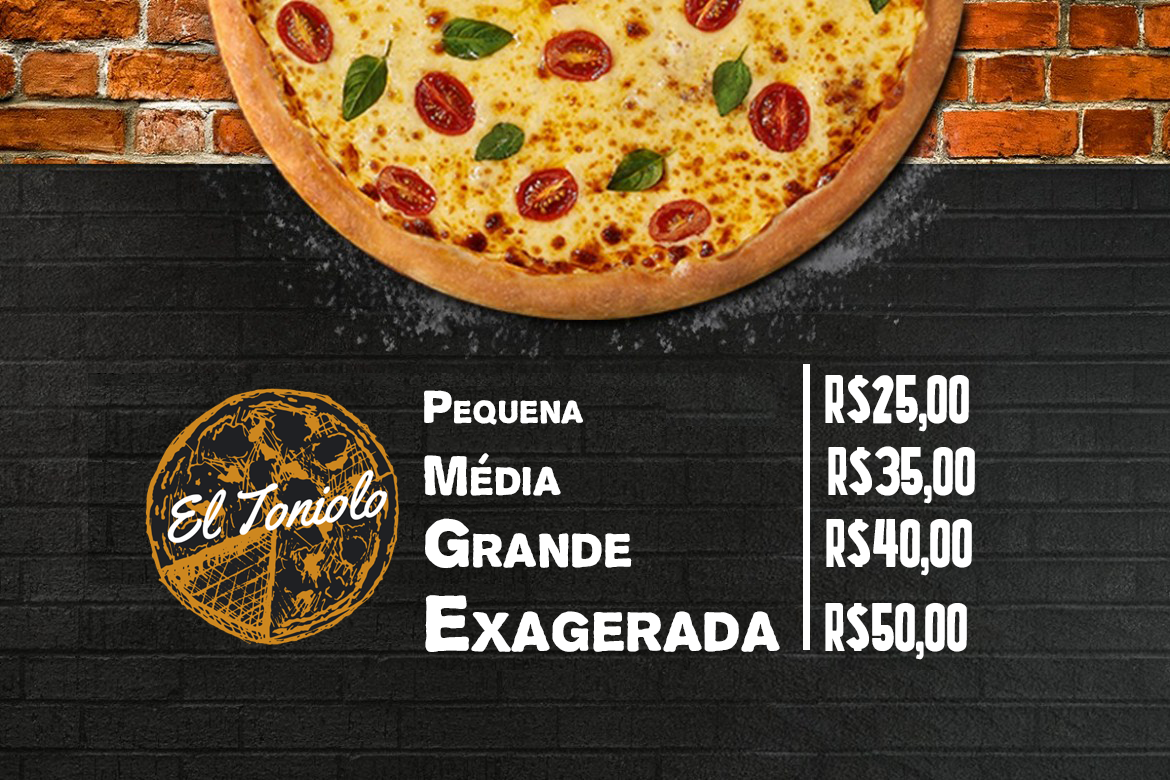 El Toniolo
Pequena R$25,00
Média R$35,00
Grande R$40,00
Exagerada R$50,00